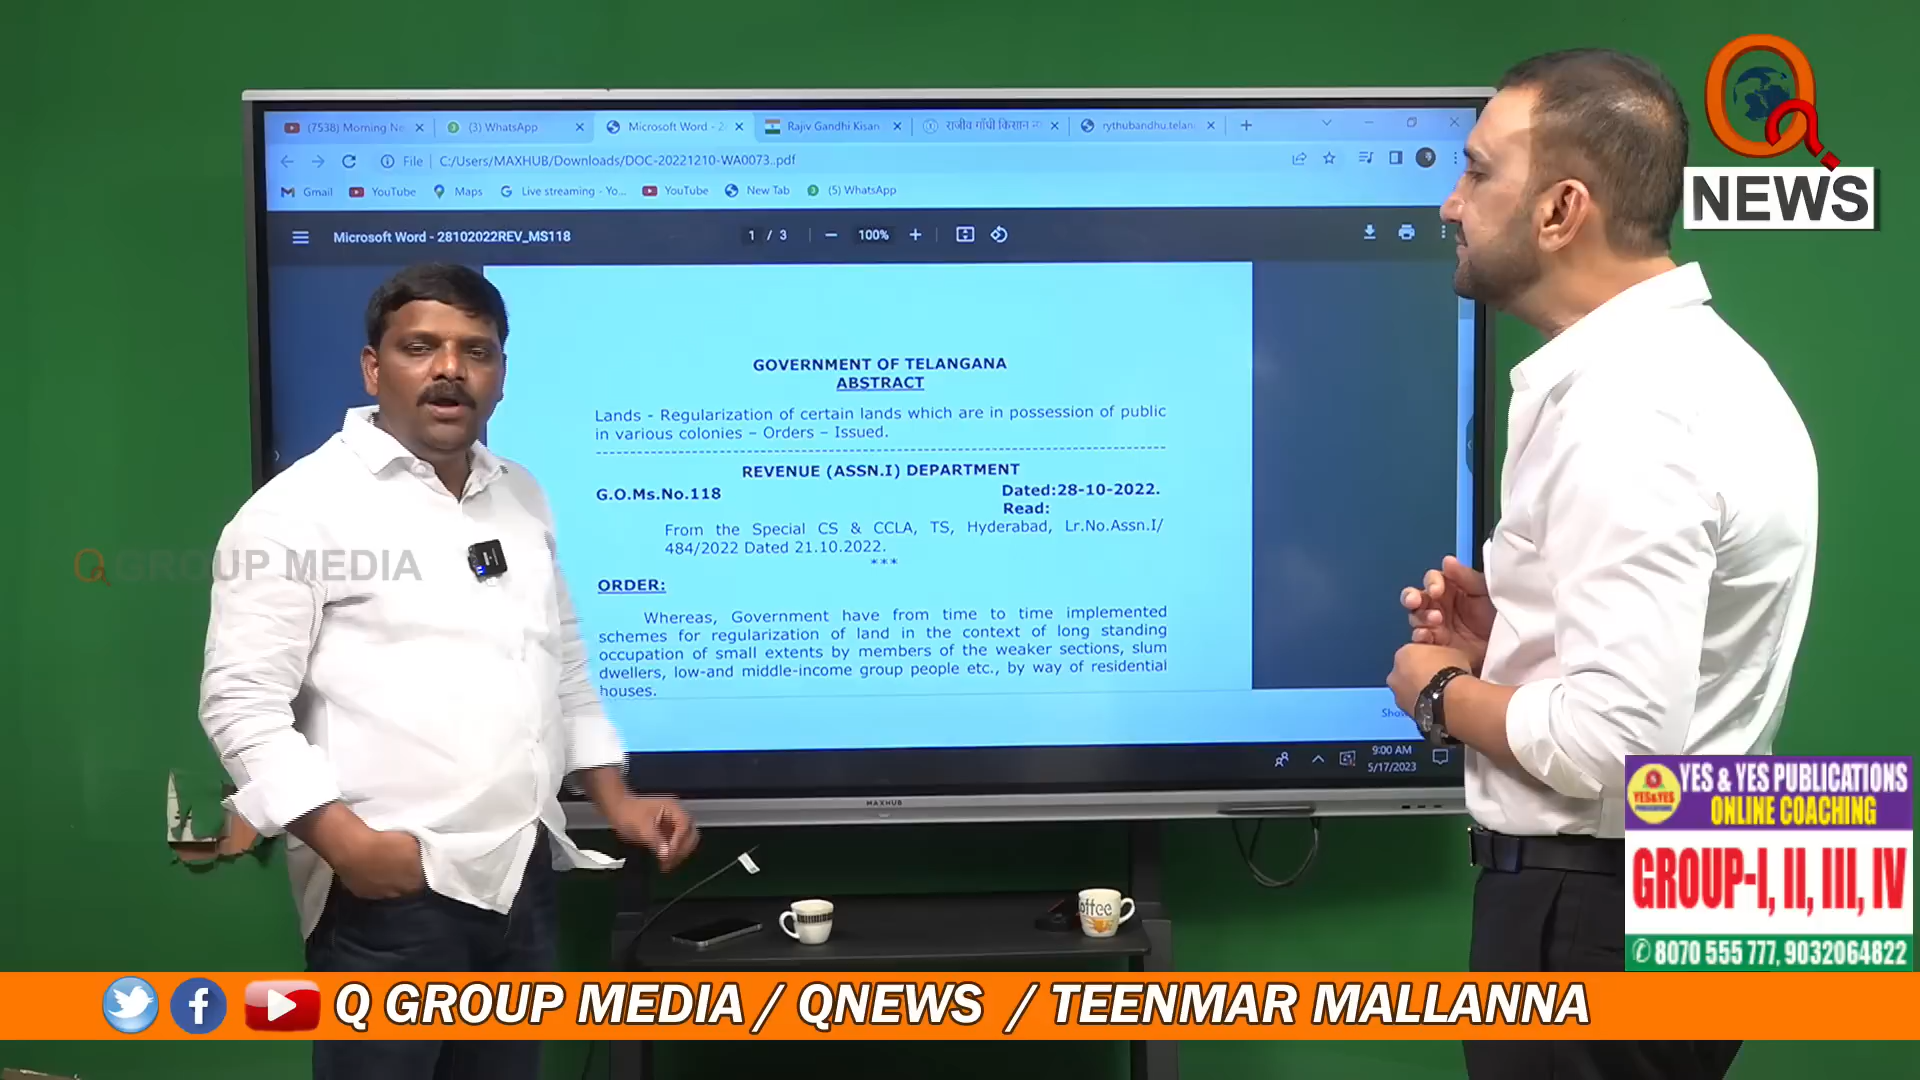 (7538) Morning Ne
(3) WhatsApp
Microsoft Word - 2
Rajiv Gandhi Kisan
राजीव गाँधी किसान न्य
rythubandhu.telan
File
C:/Users/MAXHUB/Downloads/DOC-20221210-WA0073..pdf
Gmail
YouTube
Maps
Live streaming - Yo...
YouTube
New Tab
(5) WhatsApp
Microsoft Word - 28102022REV_MS118
1 / 3
100%
GOVERNMENT OF TELANGANA
ABSTRACT
Lands - Regularization of certain lands which are in possession of public
in various colonies – Orders – Issued.
REVENUE (ASSN.I) DEPARTMENT
G.O.Ms.No.118
Dated:28-10-2022.
Read:
From the Special CS & CCLA, TS, Hyderabad, Lr.No.Assn.I/
484/2022 Dated 21.10.2022.
***
ORDER:
Whereas, Government have from time to time implemented
schemes for regularization of land in the context of long standing
occupation of small extents by members of the weaker sections, slum
dwellers, low-and middle-income group people etc., by way of residential
houses.
Show
9:00 AM
5/17/2023
MAXHUB
Q
NEWS
Q GROUP MEDIA
Coffee
YES & YES PUBLICATIONS
ONLINE COACHING
YES&YES
GROUP-I, II, III, IV
8070 555 777, 9032064822
Q GROUP MEDIA / QNEWS / TEENMAR MALLANNA